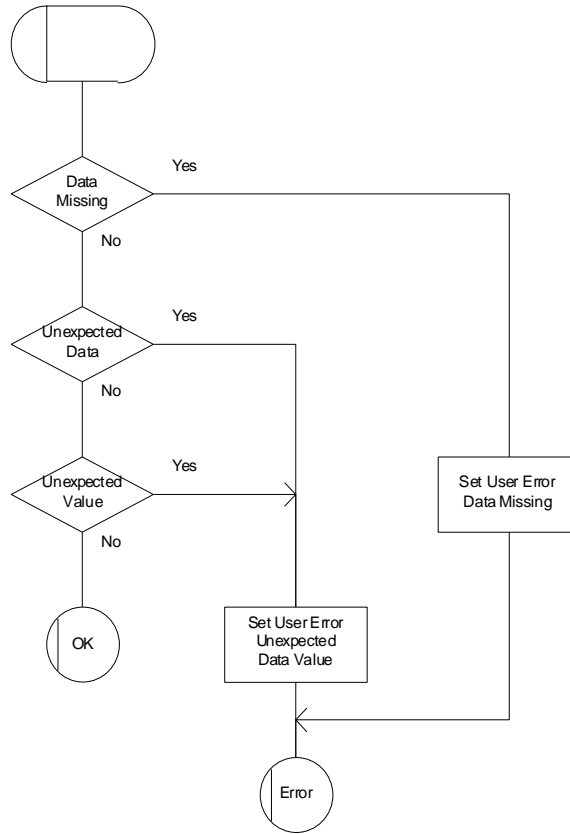 Yes
Data
Missing
No
Yes
Unexpected
Data
No
Yes
Unexpected
Value
No
Set User Error
Data Missing
Set User Error
Unexpected
Data Value
OK
Error